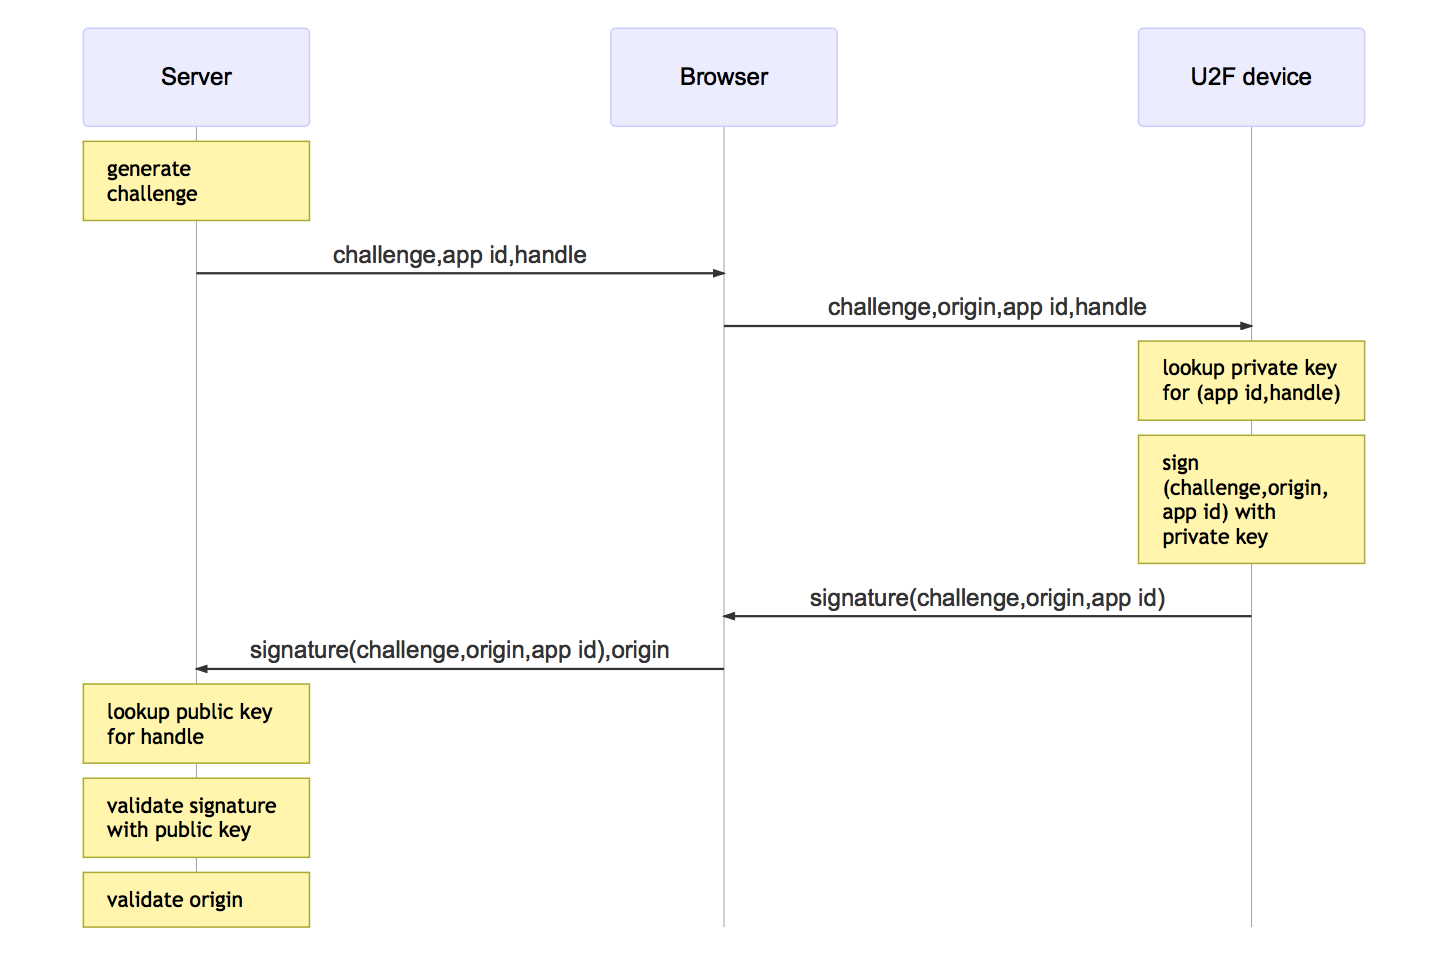 Server
Browser
U2F device
generate
challenge
challenge,app id,handle
challenge,origin,app id,handle
lookup private key
for (app id,handle)
sign
(challenge,origin,
app id) with
private key
signature(challenge,origin,app id)
signature(challenge,origin,app id),origin
lookup public key
for handle
validate signature
with public key
validate origin